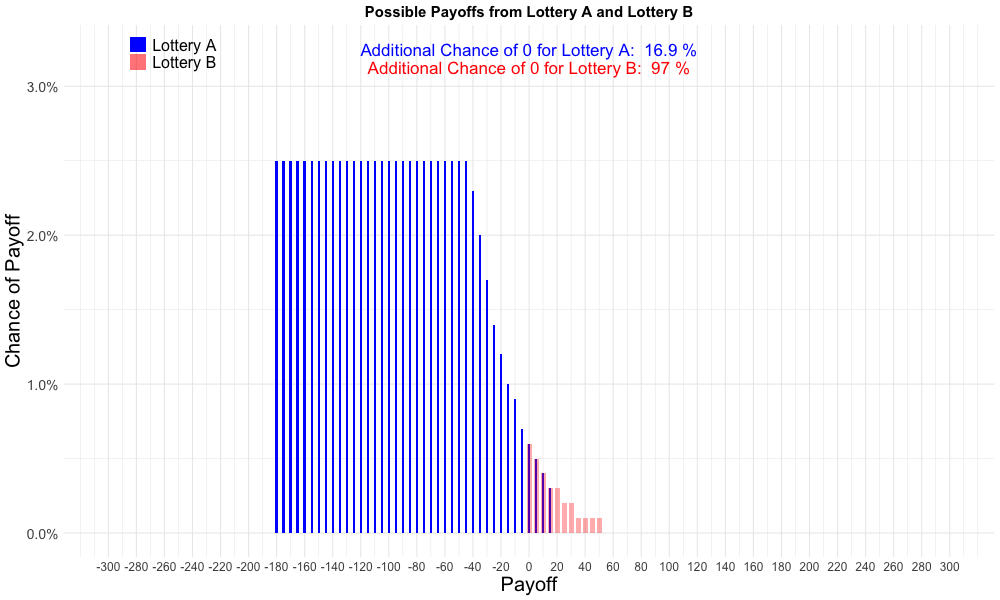 Possible Payoffs from Lottery A and Lottery B
Lottery A
Lottery B
Additional Chance of 0 for Lottery A:  16.9 %
Additional Chance of 0 for Lottery B:  97 %
Chance of Payoff
3.0%
2.0%
1.0%
0.0%
-300 -280 -260 -240 -220 -200 -180 -160 -140 -120 -100 -80 -60 -40 -20 0 20 40 60 80 100 120 140 160 180 200 220 240 260 280 300
Payoff